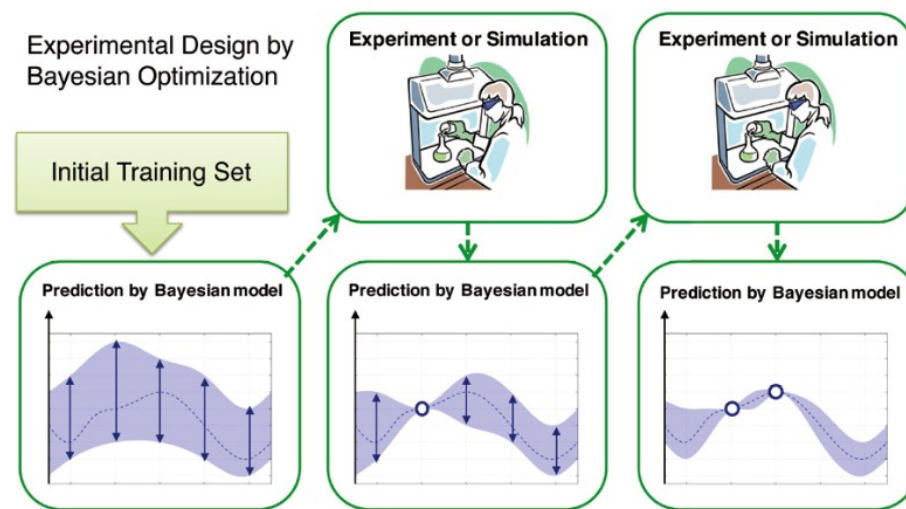 Experimental Design by
Bayesian Optimization
Initial Training Set
Experiment or Simulation
Experiment or Simulation
Prediction by Bayesian model
Prediction by Bayesian model
Prediction by Bayesian model